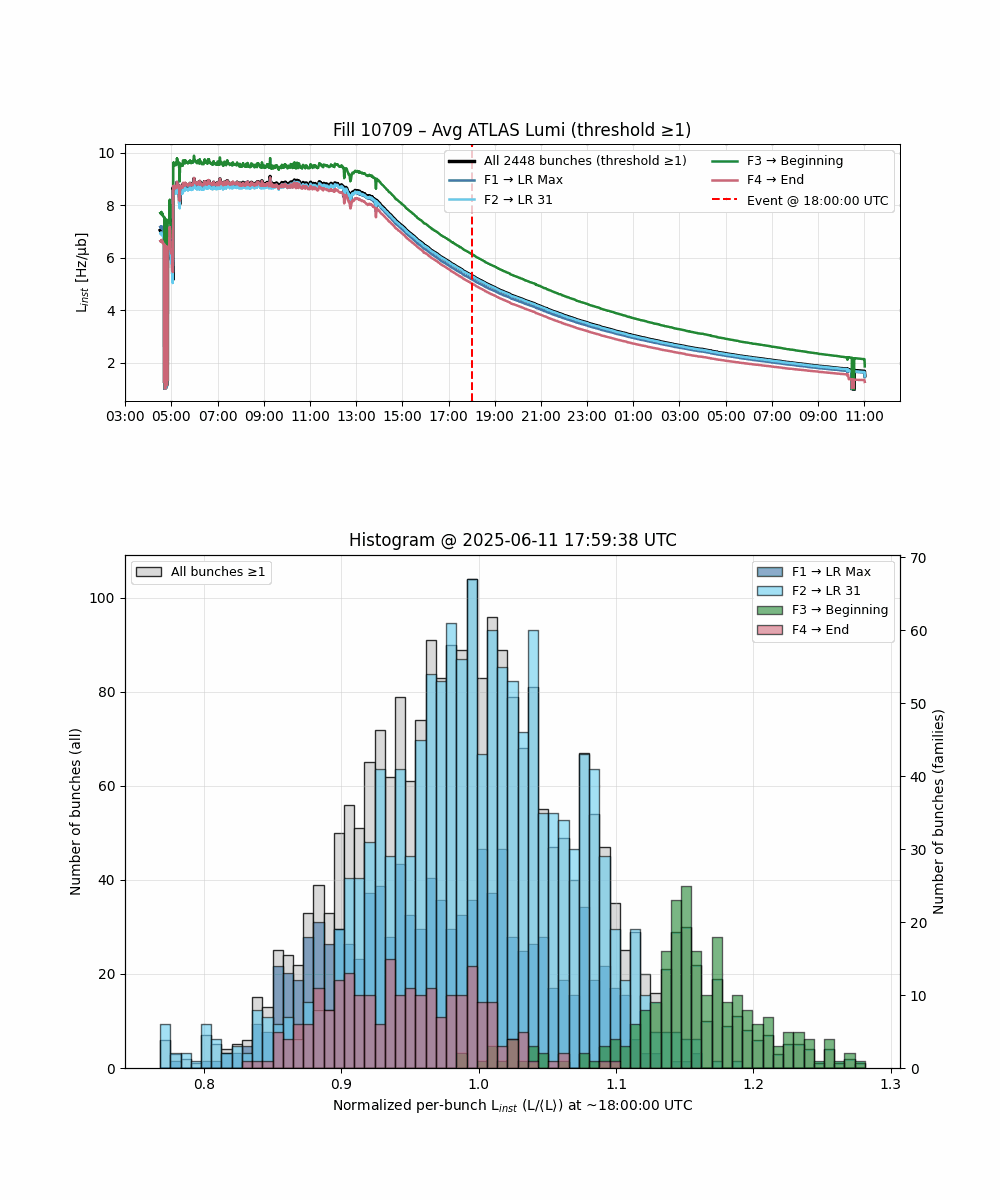 Fill 10709 – Avg ATLAS Lumi (threshold ≥1)
L_inst [Hz/μb]
10
8
6
4
2
All 2448 bunches (threshold ≥1)
F1 → LR Max
F2 → LR 31
F3 → Beginning
F4 → End
Event @ 18:00:00 UTC
03:00 05:00 07:00 09:00 11:00 13:00 15:00 17:00 19:00 21:00 23:00 01:00 03:00 05:00 07:00 09:00 11:00
Histogram @ 2025-06-11 17:59:38 UTC
All bunches ≥1
F1 → LR Max
F2 → LR 31
F3 → Beginning
F4 → End
Number of bunches (all)
100
80
60
40
20
0
70
60
50
40
30
20
10
0
Number of bunches (families)
0.8 0.9 1.0 1.1 1.2 1.3
Normalized per-bunch L_inst (L/⟨L⟩) at ~18:00:00 UTC